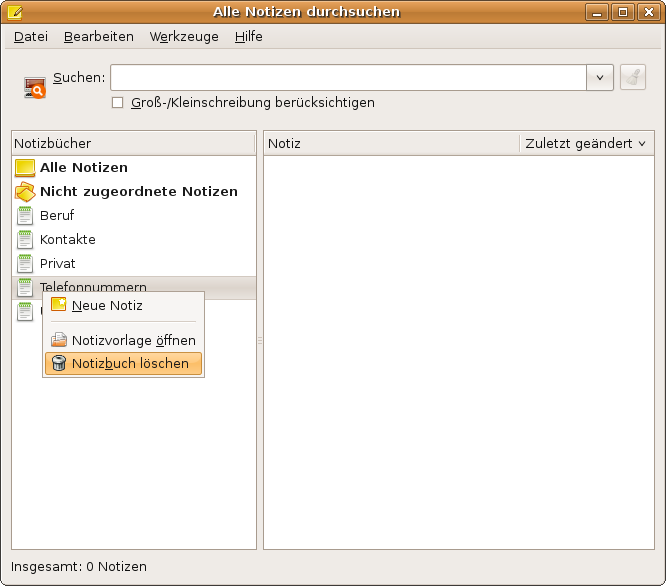 Alle Notizen durchsuchen
Datei Bearbeiten Werkzeuge Hilfe
Suchen:
Groß-/Kleinschreibung berücksichtigen
Notizbücher
Notiz Zuletzt geändert
Alle Notizen
Nicht zugeordnete Notizen
Beruf
Kontakte
Privat
Telefonnummern
Neue Notiz
Notizvorlage öffnen
Notizbuch löschen
Insgesamt: 0 Notizen